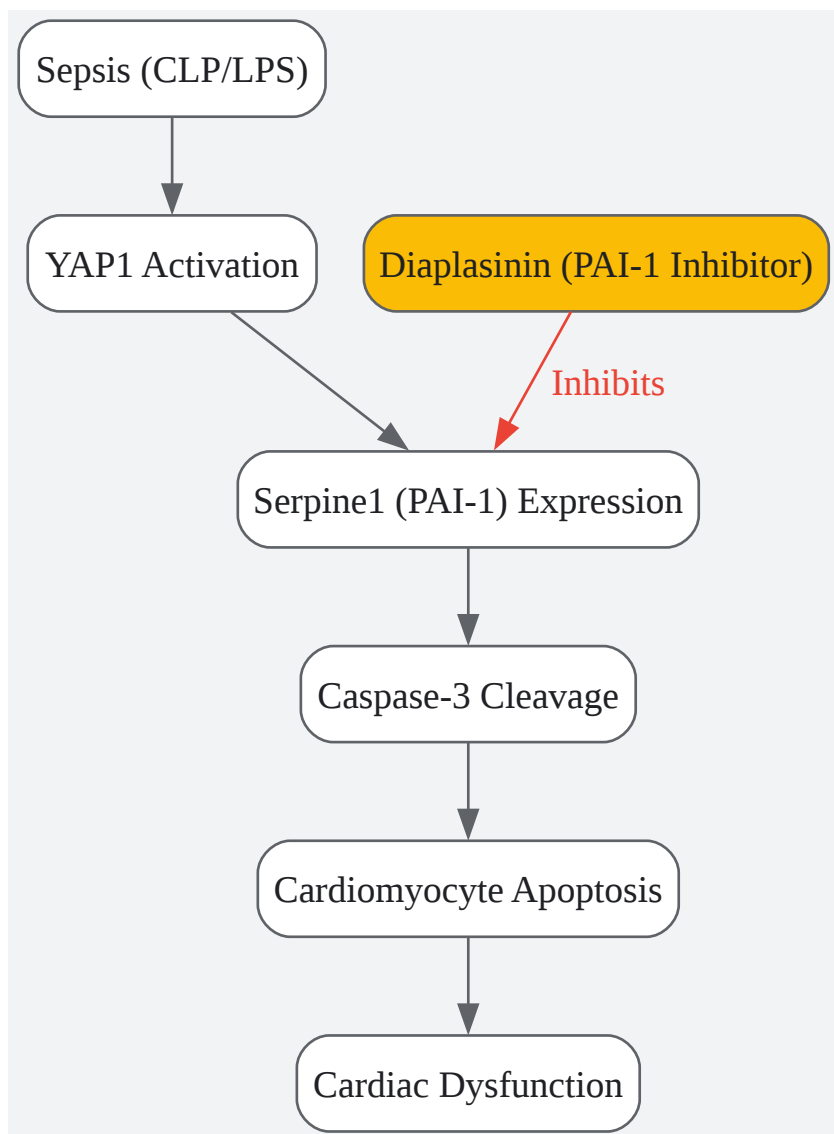 Sepsis (CLP/LPS)
YAP1 Activation
Diaplasinin (PAI-1 Inhibitor)
Inhibits
Serpine1 (PAI-1) Expression
Caspase-3 Cleavage
Cardiomyocyte Apoptosis
Cardiac Dysfunction